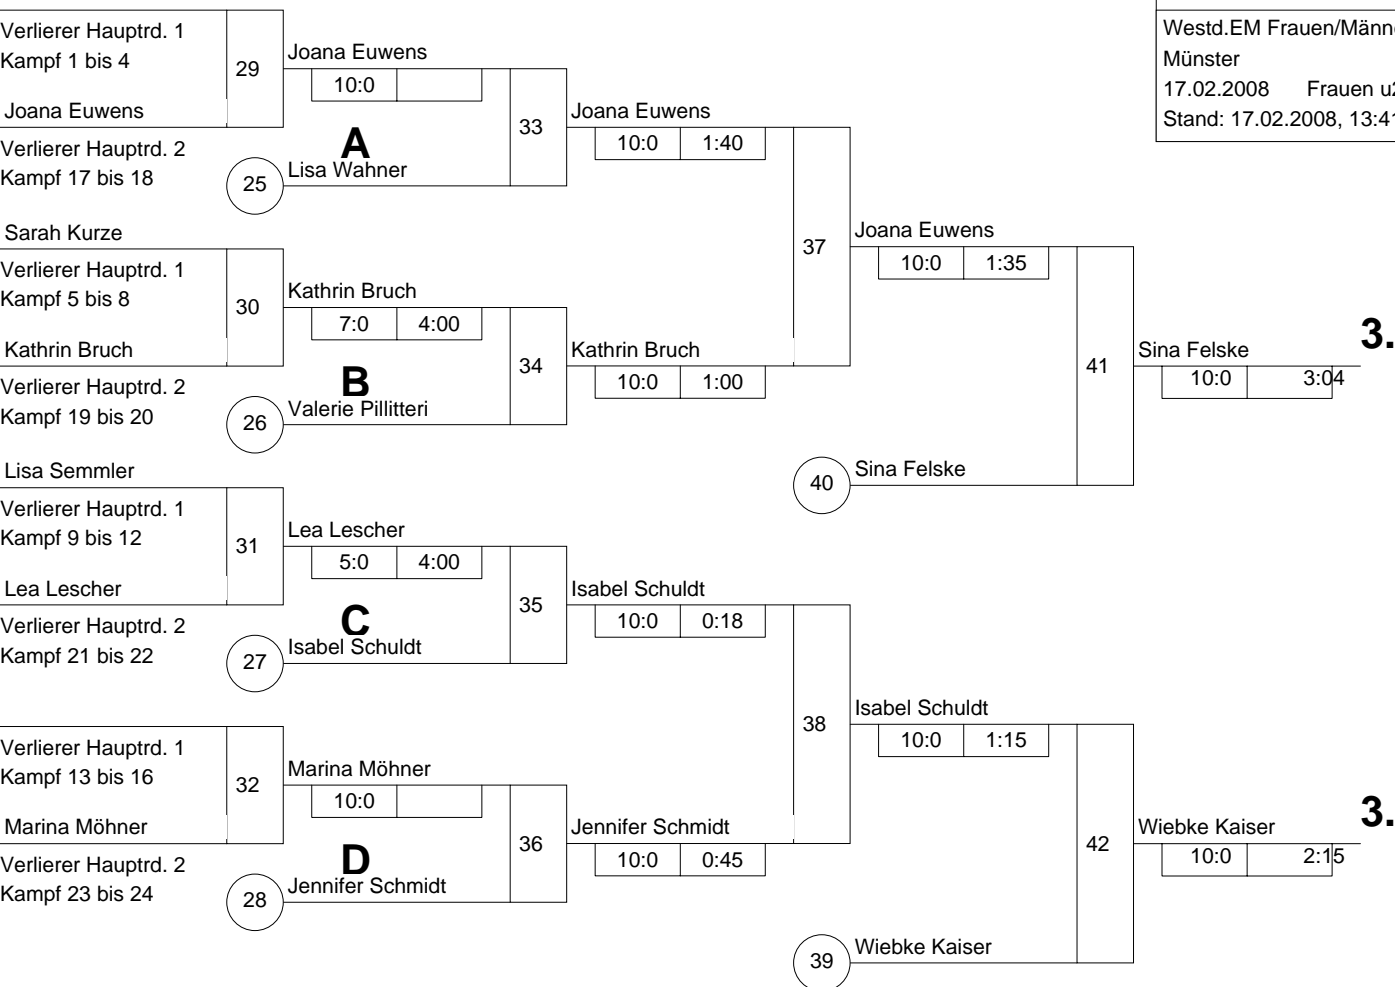 Westd.EM Frauen/Männ
Münster
17.02.2008 Frauen u
Stand: 17.02.2008, 13:41
Verlierer Hauptrd. 1
Kampf 1 bis 4
29
Joana Euwens
10:0
Joana Euwens
33
Joana Euwens
10:0 1:40
A
Verlierer Hauptrd. 2
Kampf 17 bis 18
25
Lisa Wahner
Sarah Kurze
37
Joana Euwens
10:0 1:35
Verlierer Hauptrd. 1
Kampf 5 bis 8
30
Kathrin Bruch
7:0 4:00
Kathrin Bruch
34
Kathrin Bruch
10:0 1:00
41
Sina Felske
10:0 3:04
3.
B
Verlierer Hauptrd. 2
Kampf 19 bis 20
26
Valerie Pillitteri
Lisa Semmler
40
Sina Felske
Verlierer Hauptrd. 1
Kampf 9 bis 12
31
Lea Lescher
5:0 4:00
Lea Lescher
35
Isabel Schuldt
10:0 0:18
C
Verlierer Hauptrd. 2
Kampf 21 bis 22
27
Isabel Schuldt
38
Isabel Schuldt
10:0 1:15
Verlierer Hauptrd. 1
Kampf 13 bis 16
32
Marina Möhner
10:0
Marina Möhner
36
Jennifer Schmidt
10:0 0:45
42
Wiebke Kaiser
10:0 2:15
3.
D
Verlierer Hauptrd. 2
Kampf 23 bis 24
28
Jennifer Schmidt
39
Wiebke Kaiser